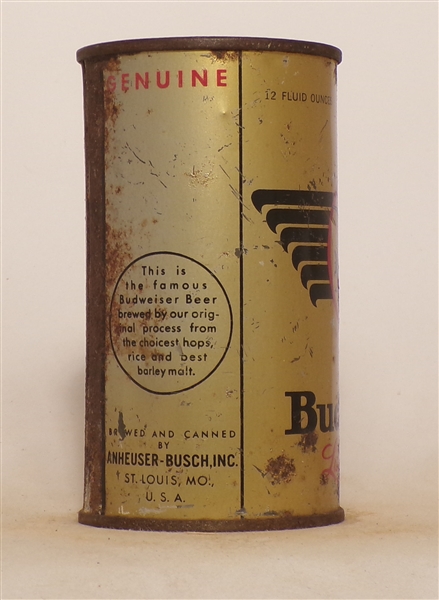 GENUINE
This is
the famous
Budweiser Beer
brewed by our orig-
inal process from
the choicest hops,
rice and best
barley malt.
BREWED AND CANNED
BY
ANHEUSER-BUSCH, INC.
ST. LOUIS, MO.,
U. S. A.
12 FLUID OUNCES
Bud